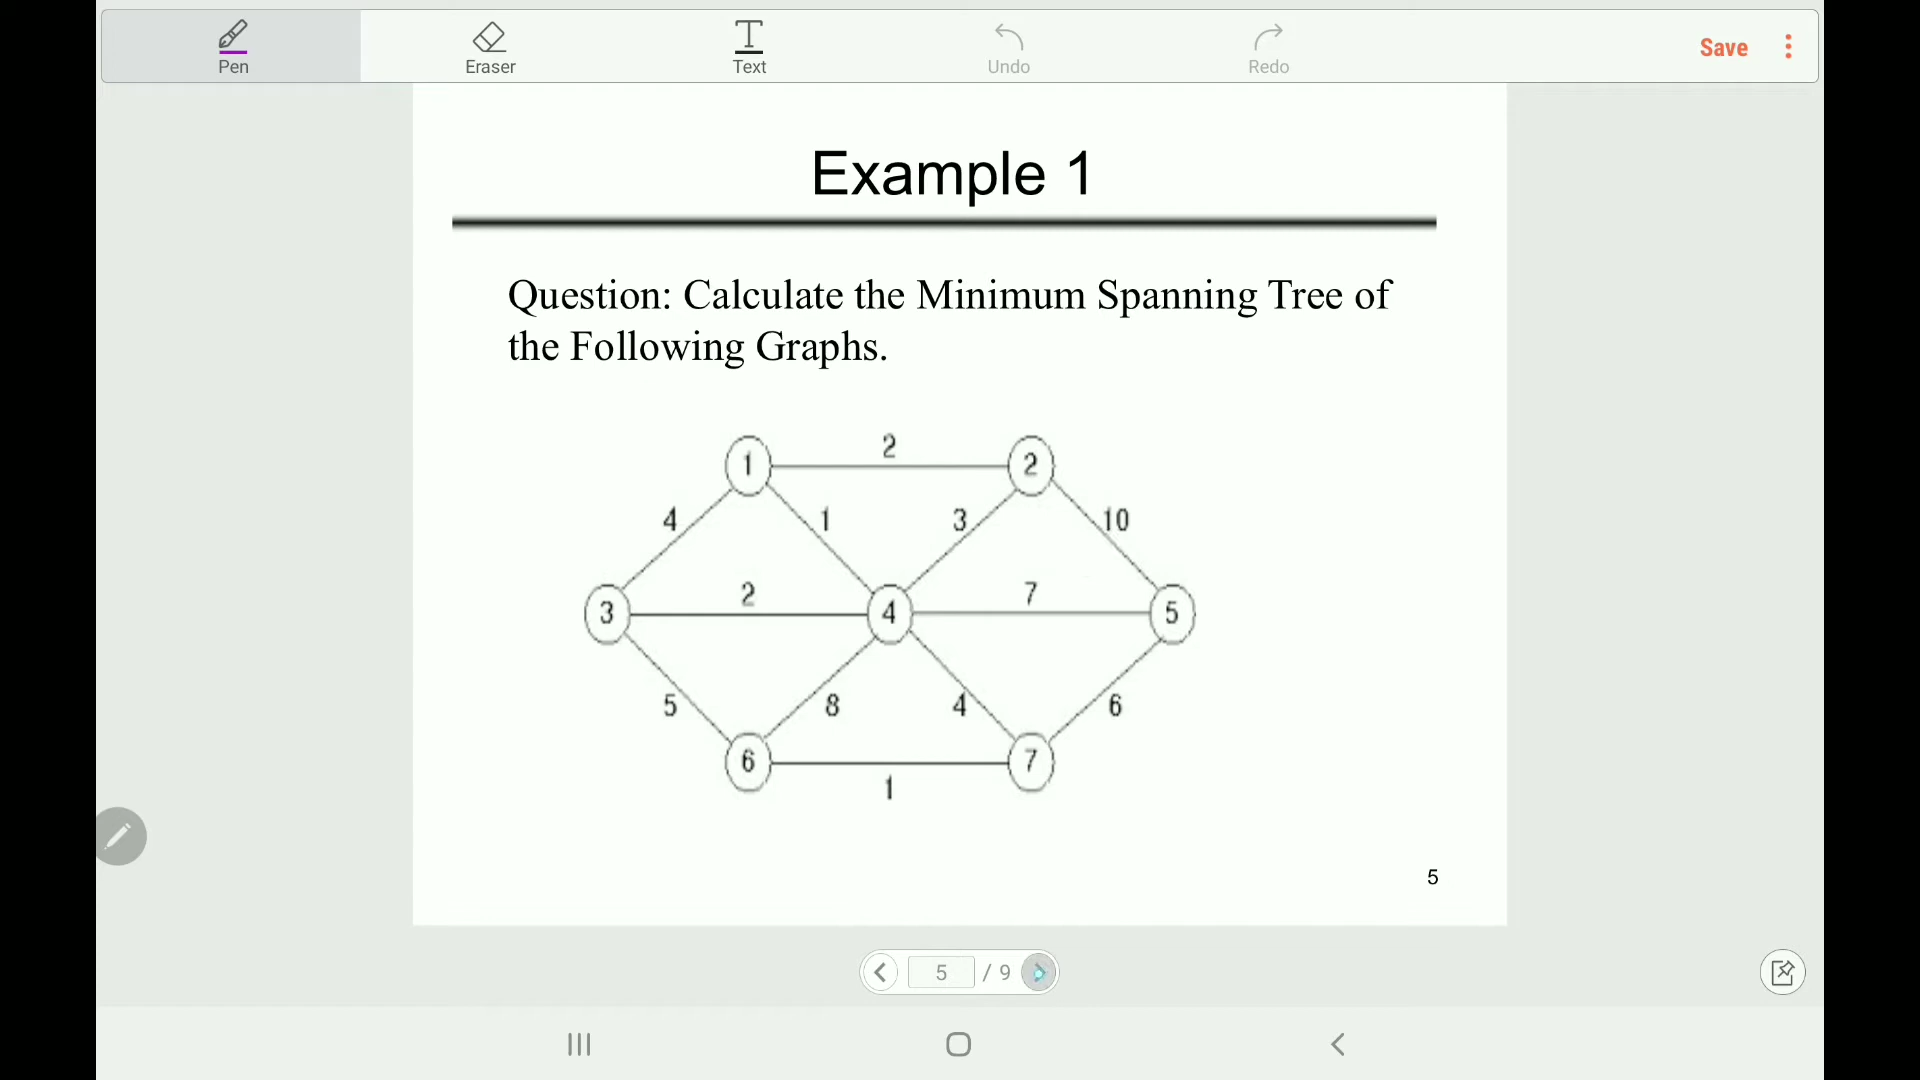 Pen
Eraser
Text
Undo
Redo
Save
Example 1
Question: Calculate the Minimum Spanning Tree of
the Following Graphs.
2
1
2
4
1
3
10
2
7
3
4
5
5
8
4
6
6
7
1
5
5 / 9